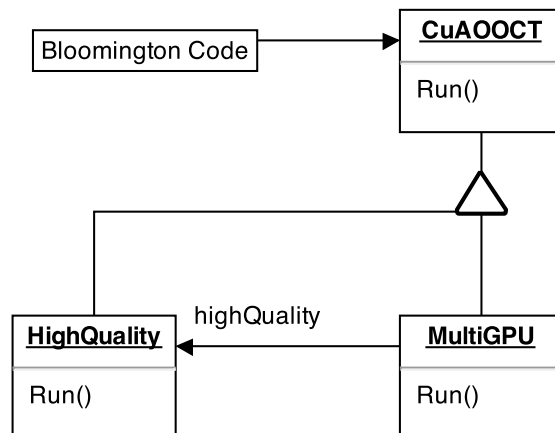 CuAOOCT
Bloomington Code
Run()
highQuality
HighQuality
MultiGPU
Run()
Run()